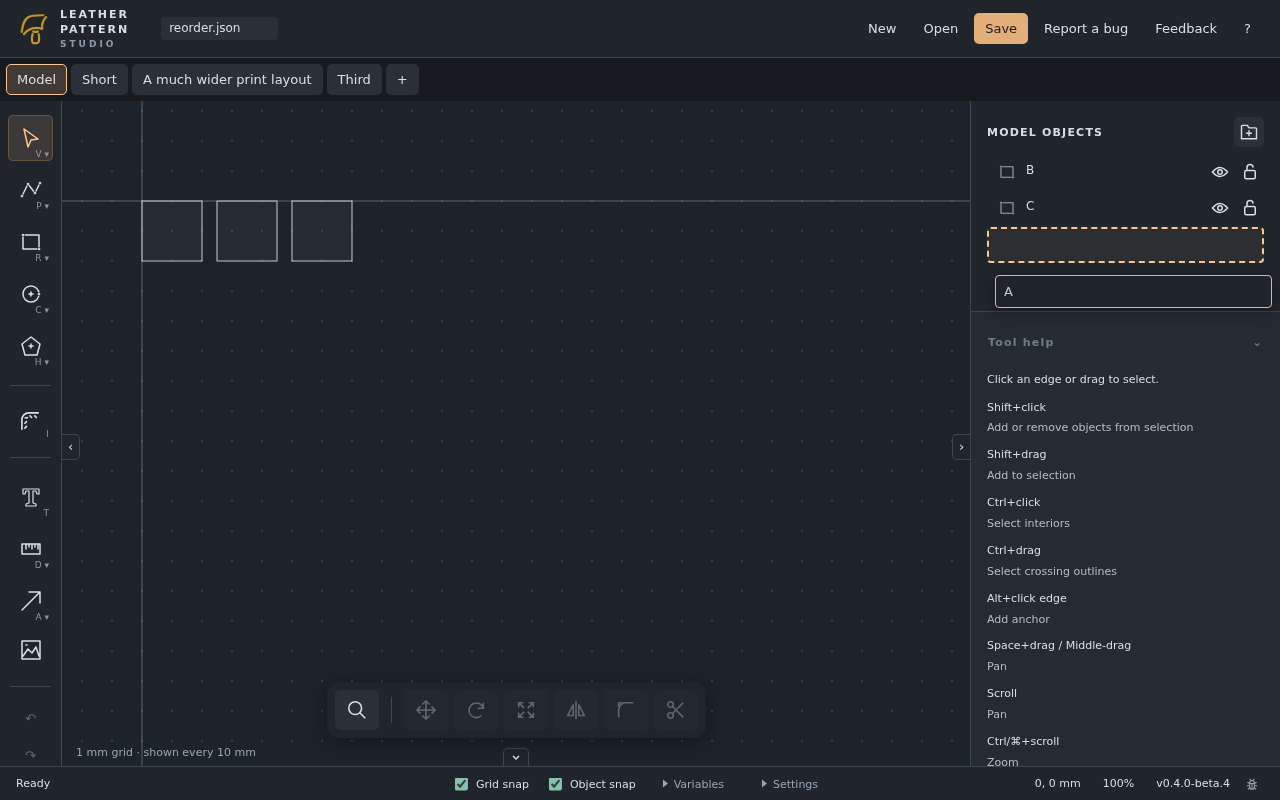 LEATHER
PATTERN
STUDIO
reorder.json
New
Open
Save
Report a bug
Feedback
?
Model
Short
A much wider print layout
Third
+
V ▾
P ▾
R ▾
C ▾
H ▾
I
T
D ▾
A ▾
MODEL OBJECTS
B
C
A
Tool help
Click an edge or drag to select.
Shift+click
Add or remove objects from selection
Shift+drag
Add to selection
Ctrl+click
Select interiors
Ctrl+drag
Select crossing outlines
Alt+click edge
Add anchor
Space+drag / Middle-drag
Pan
Scroll
Pan
Ctrl/⌘+scroll
Zoom
1 mm grid · shown every 10 mm
Ready
Grid snap
Object snap
Variables
Settings
0, 0 mm
100%
v0.4.0-beta.4